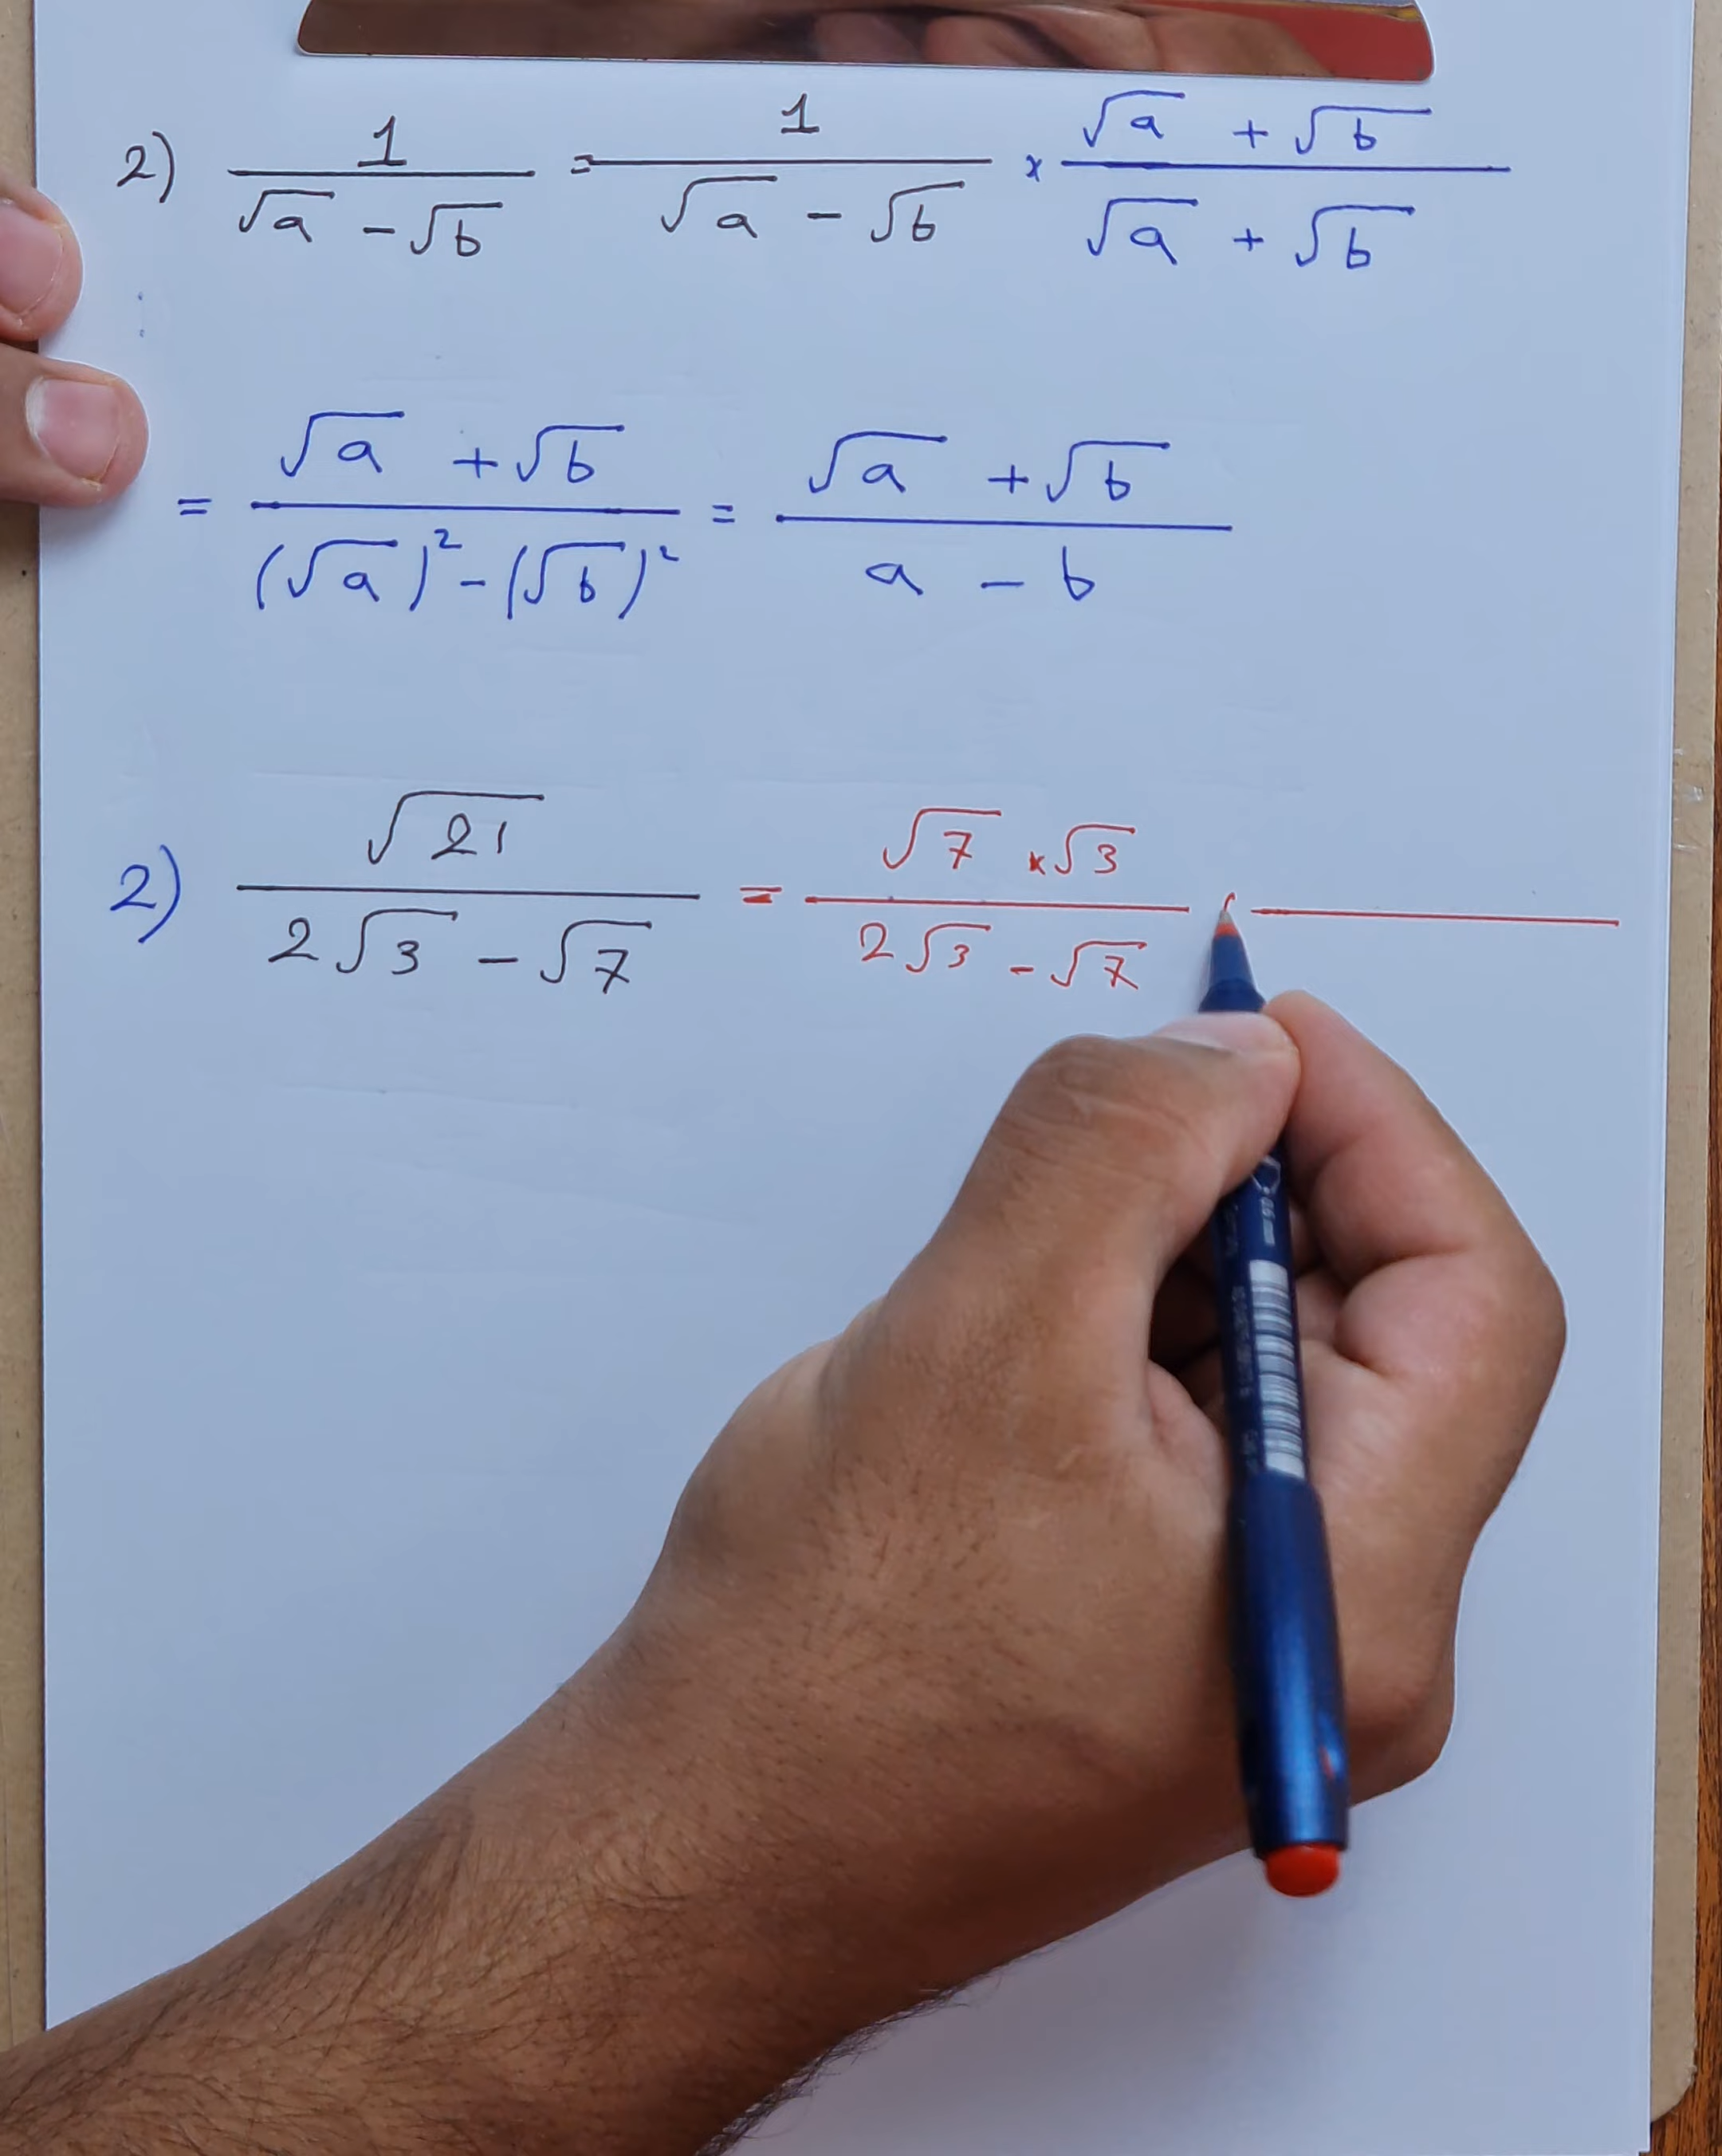 2) 1/(√a - √b) = 1/(√a - √b) × (√a + √b)/(√a + √b)
= (√a + √b)/((√a)² - (√b)²) = (√a + √b)/(a - b)
2) √21/(2√3 - √7) = (√7 × √3)/(2√3 - √7)